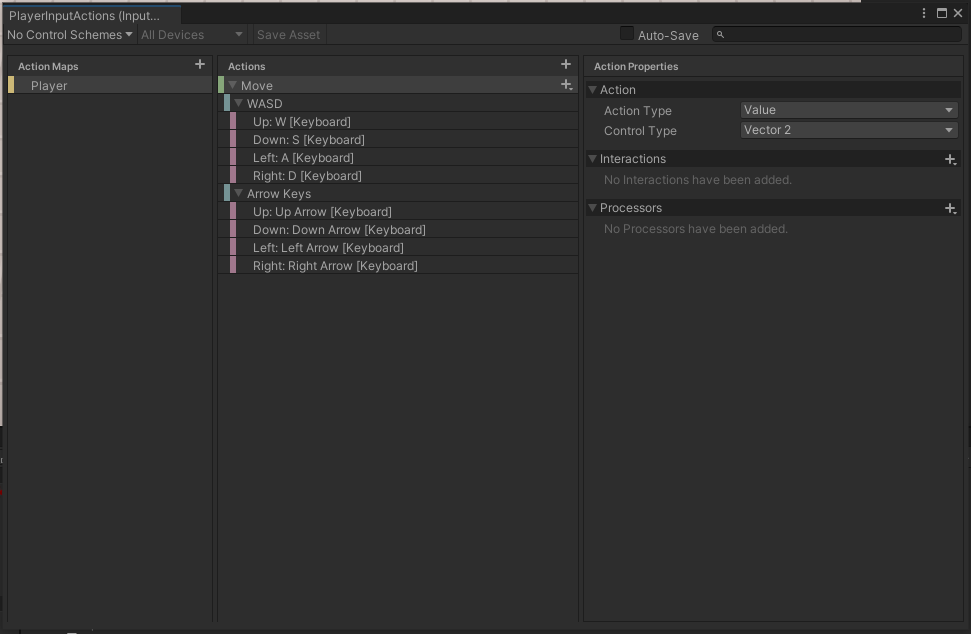 PlayerInputActions (Input...
No Control Schemes All Devices Save Asset Auto-Save
Action Maps
Player
Actions
Move
WASD
Up: W [Keyboard]
Down: S [Keyboard]
Left: A [Keyboard]
Right: D [Keyboard]
Arrow Keys
Up: Up Arrow [Keyboard]
Down: Down Arrow [Keyboard]
Left: Left Arrow [Keyboard]
Right: Right Arrow [Keyboard]
Action Properties
Action
Action Type Value
Control Type Vector 2
Interactions
No Interactions have been added.
Processors
No Processors have been added.